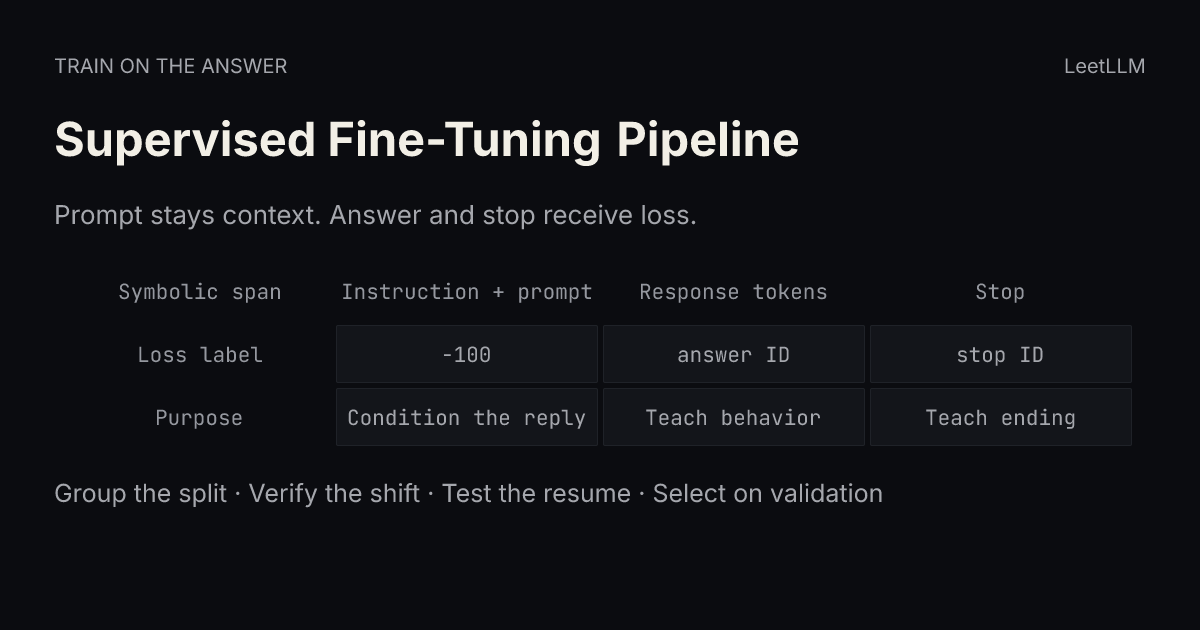 TRAIN ON THE ANSWER LeetLLM
Supervised Fine-Tuning Pipeline
Prompt stays context. Answer and stop receive loss.
Symbolic span Instruction + prompt Response tokens Stop
Loss label -100 answer ID stop ID
Purpose Condition the reply Teach behavior Teach ending
Group the split · Verify the shift · Test the resume · Select on validation